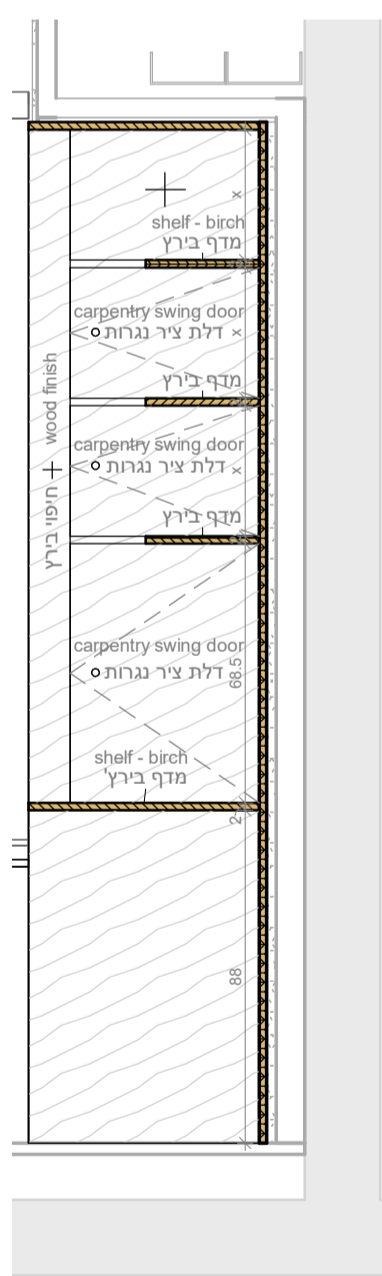 x
shelf - birch
מדף בירץ
carpentry swing door
דלת ציר נגרות
x
מדף בירץ
carpentry swing door
דלת ציר נגרות
x
מדף בירץ
wood finish
חיפוי בירץ
carpentry swing door
דלת ציר נגרות
68.5
shelf - birch
מדף בירץ'
2
88